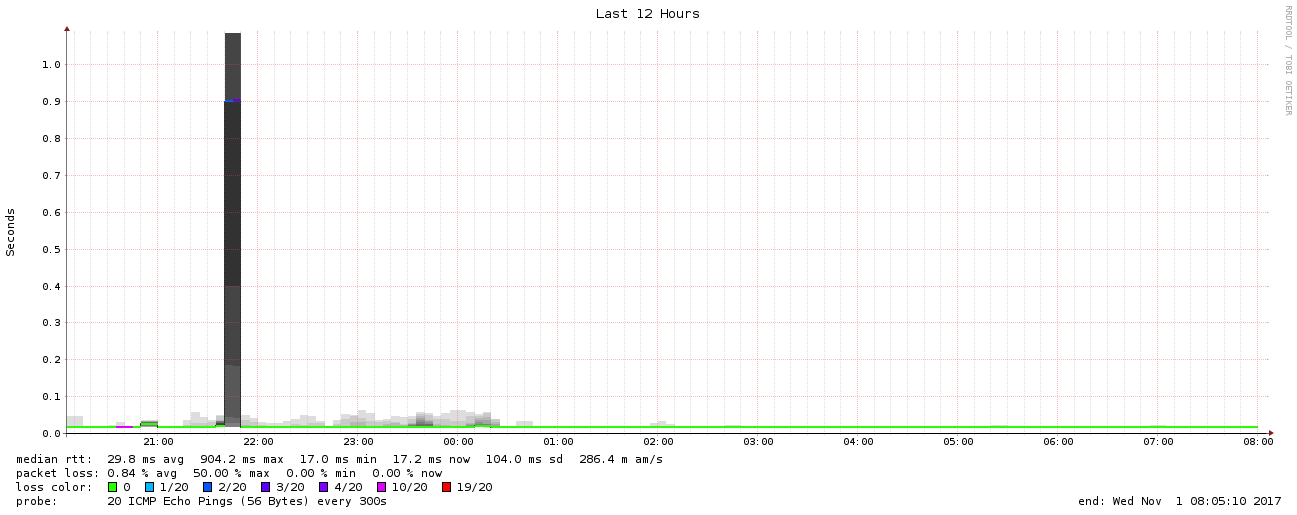 Last 12 Hours
RRDTOOL / TOBI OETIKER
Seconds
1.0
0.9
0.8
0.7
0.6
0.5
0.4
0.3
0.2
0.1
0.0
21:00 22:00 23:00 00:00 01:00 02:00 03:00 04:00 05:00 06:00 07:00 08:00
median rtt: 29.8 ms avg 904.2 ms max 17.0 ms min 17.2 ms now 104.0 ms sd 286.4 m am/s
packet loss: 0.84 % avg 50.00 % max 0.00 % min 0.00 % now
loss color: 0 1/20 2/20 3/20 4/20 10/20 19/20
probe: 20 ICMP Echo Pings (56 Bytes) every 300s end: Wed Nov 1 08:05:10 2017